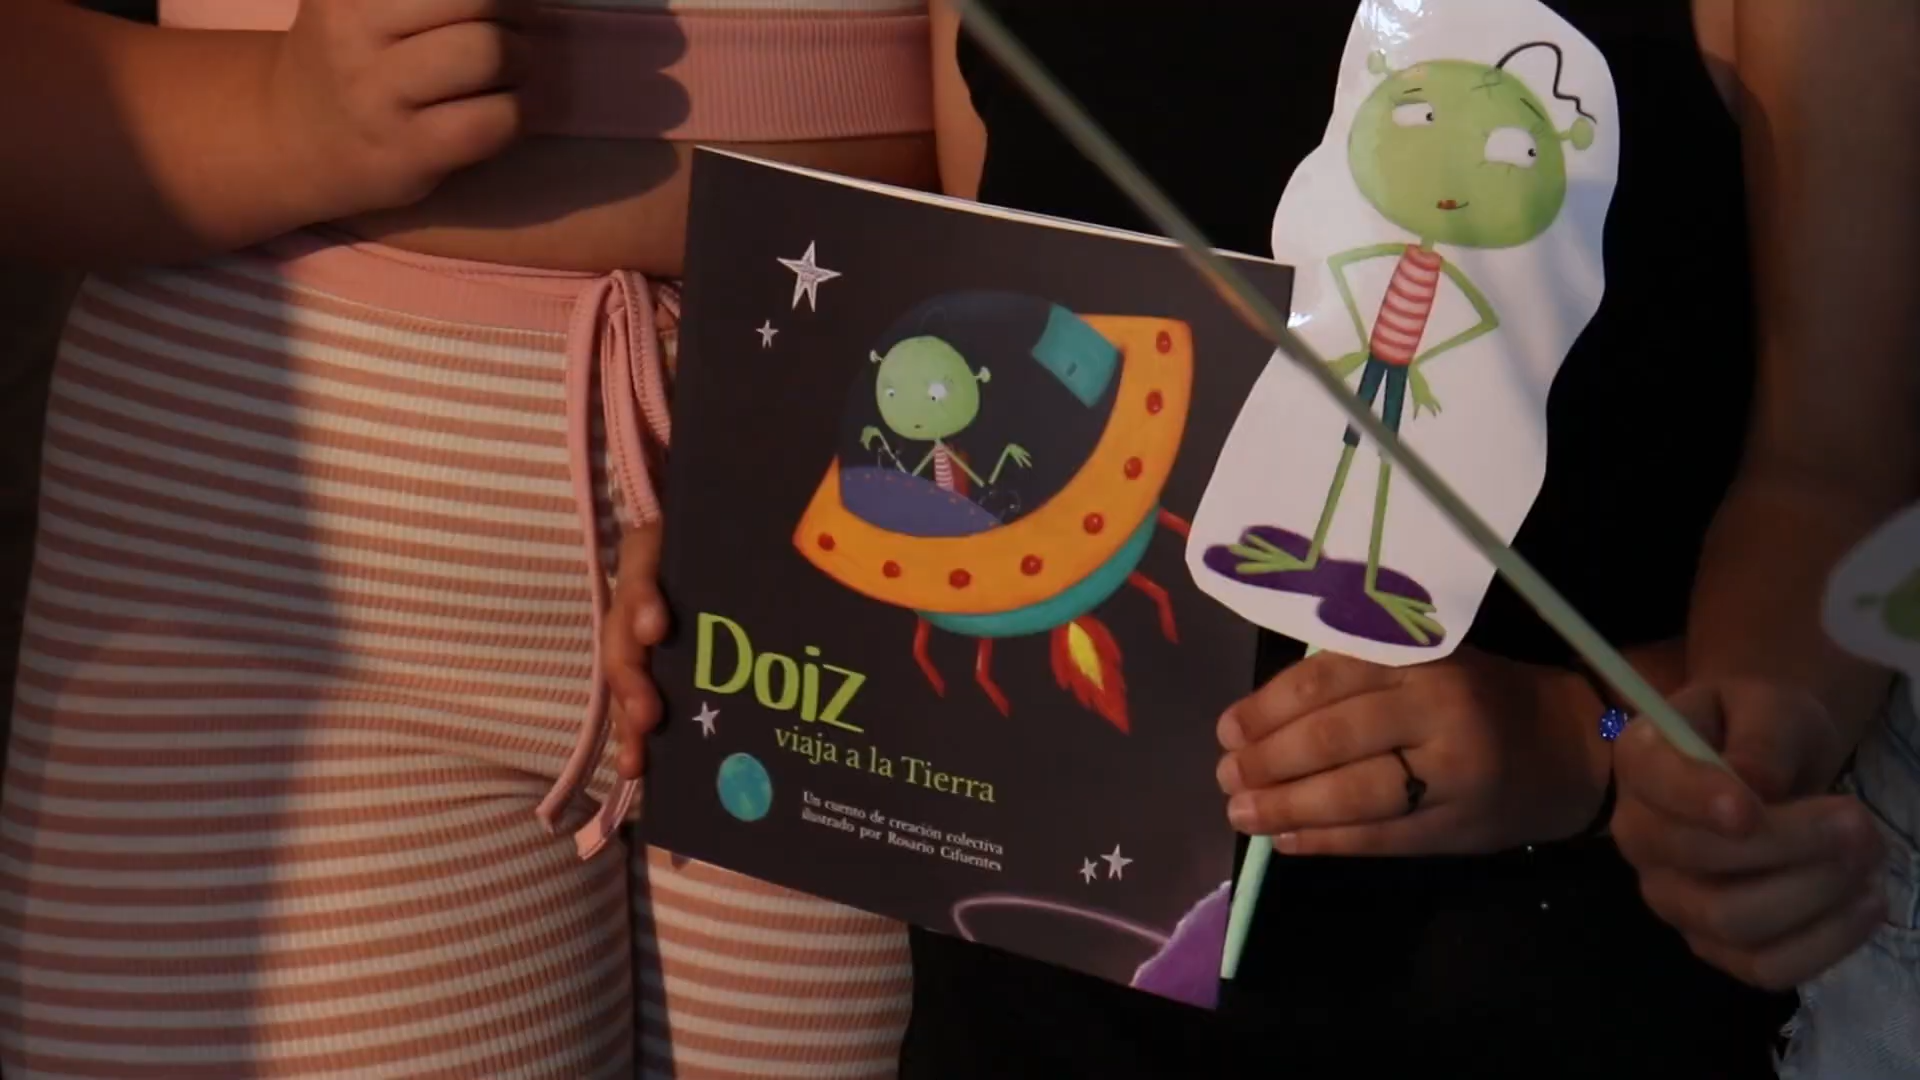 Doiz
viaja a la Tierra
Un cuento de creación colectiva
ilustrado por Rosario Cifuentes